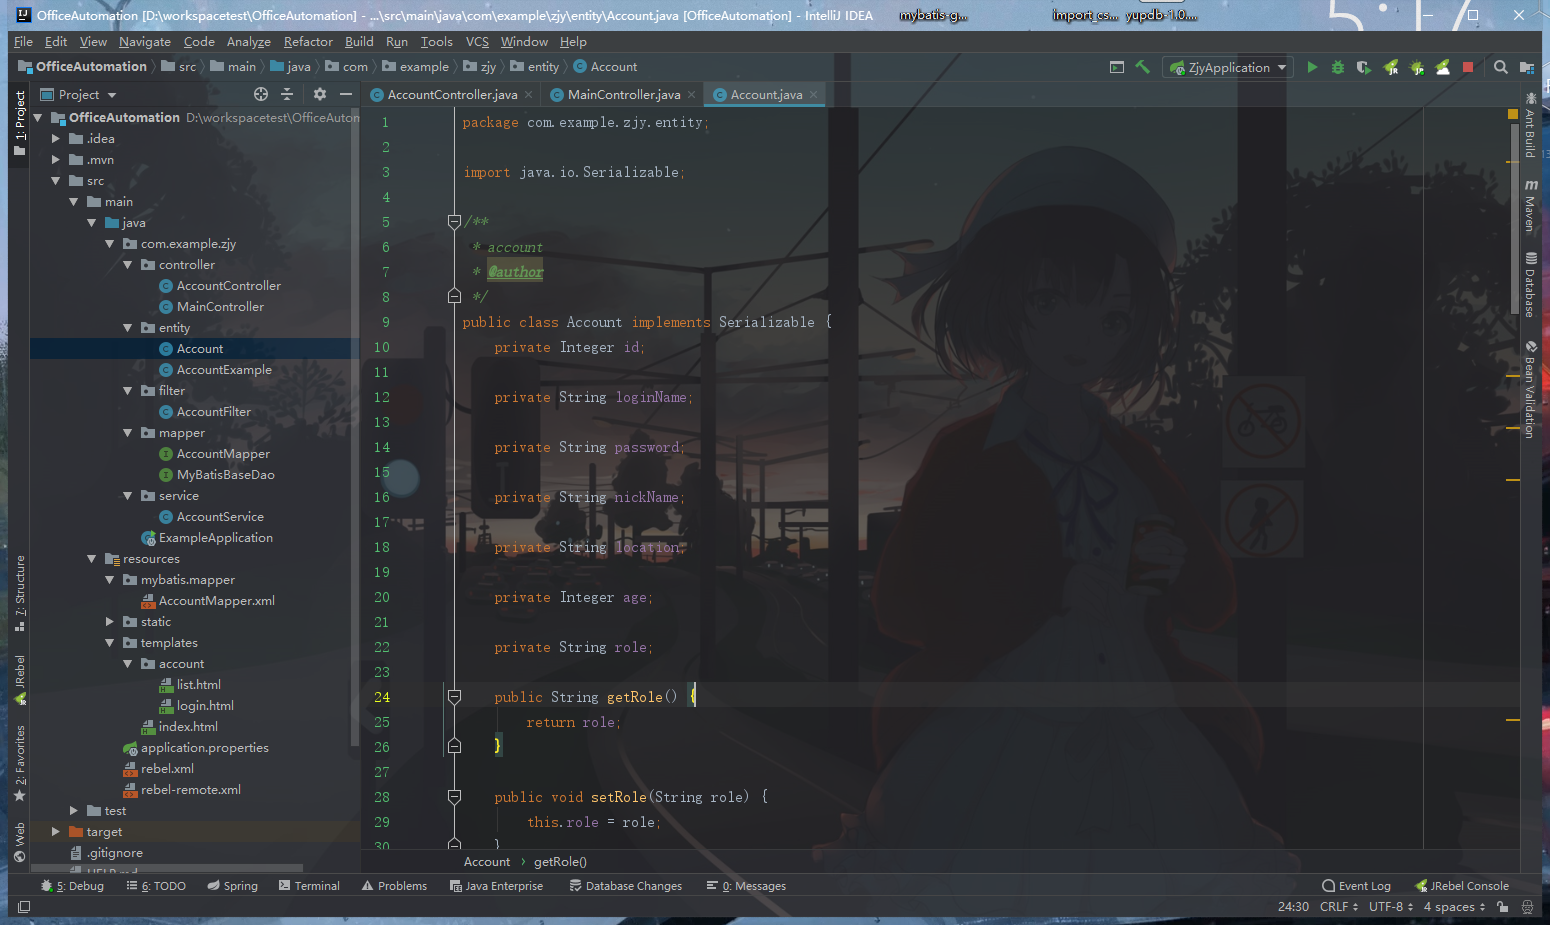 OfficeAutomation [D:\workspacetest\OfficeAutomation] - ...\src\main\java\com\example\zjy\entity\Account.java [OfficeAutomation] - IntelliJ IDEA
mybatis-g... import_cs... yupdb-1.0....
File Edit View Navigate Code Analyze Refactor Build Run Tools VCS Window Help
OfficeAutomation src main java com example zjy entity Account
ZjyApplication
Project
AccountController.java MainController.java Account.java
1: Project
7: Structure
JRebel
2: Favorites
Web
OfficeAutomation D:\workspacetest\OfficeAuton
.idea
.mvn
src
main
java
com.example.zjy
controller
AccountController
MainController
entity
Account
AccountExample
filter
AccountFilter
mapper
AccountMapper
MyBatisBaseDao
service
AccountService
ExampleApplication
resources
mybatis.mapper
AccountMapper.xml
static
templates
account
list.html
login.html
index.html
application.properties
rebel.xml
rebel-remote.xml
test
target
.gitignore
HELP.md
1 package com.example.zjy.entity;
2
3 import java.io.Serializable;
4
5 /**
6 * account
7 * @author
8 */
9 public class Account implements Serializable {
10 private Integer id;
11
12 private String loginName;
13
14 private String password;
15
16 private String nickName;
17
18 private String location;
19
20 private Integer age;
21
22 private String role;
23
24 public String getRole() {
25 return role;
26 }
27
28 public void setRole(String role) {
29 this.role = role;
30 }
Account › getRole()
Ant Build
Maven
Database
Bean Validation
5: Debug 6: TODO Spring Terminal Problems Java Enterprise Database Changes 0: Messages Event Log JRebel Console
24:30 CRLF UTF-8 4 spaces